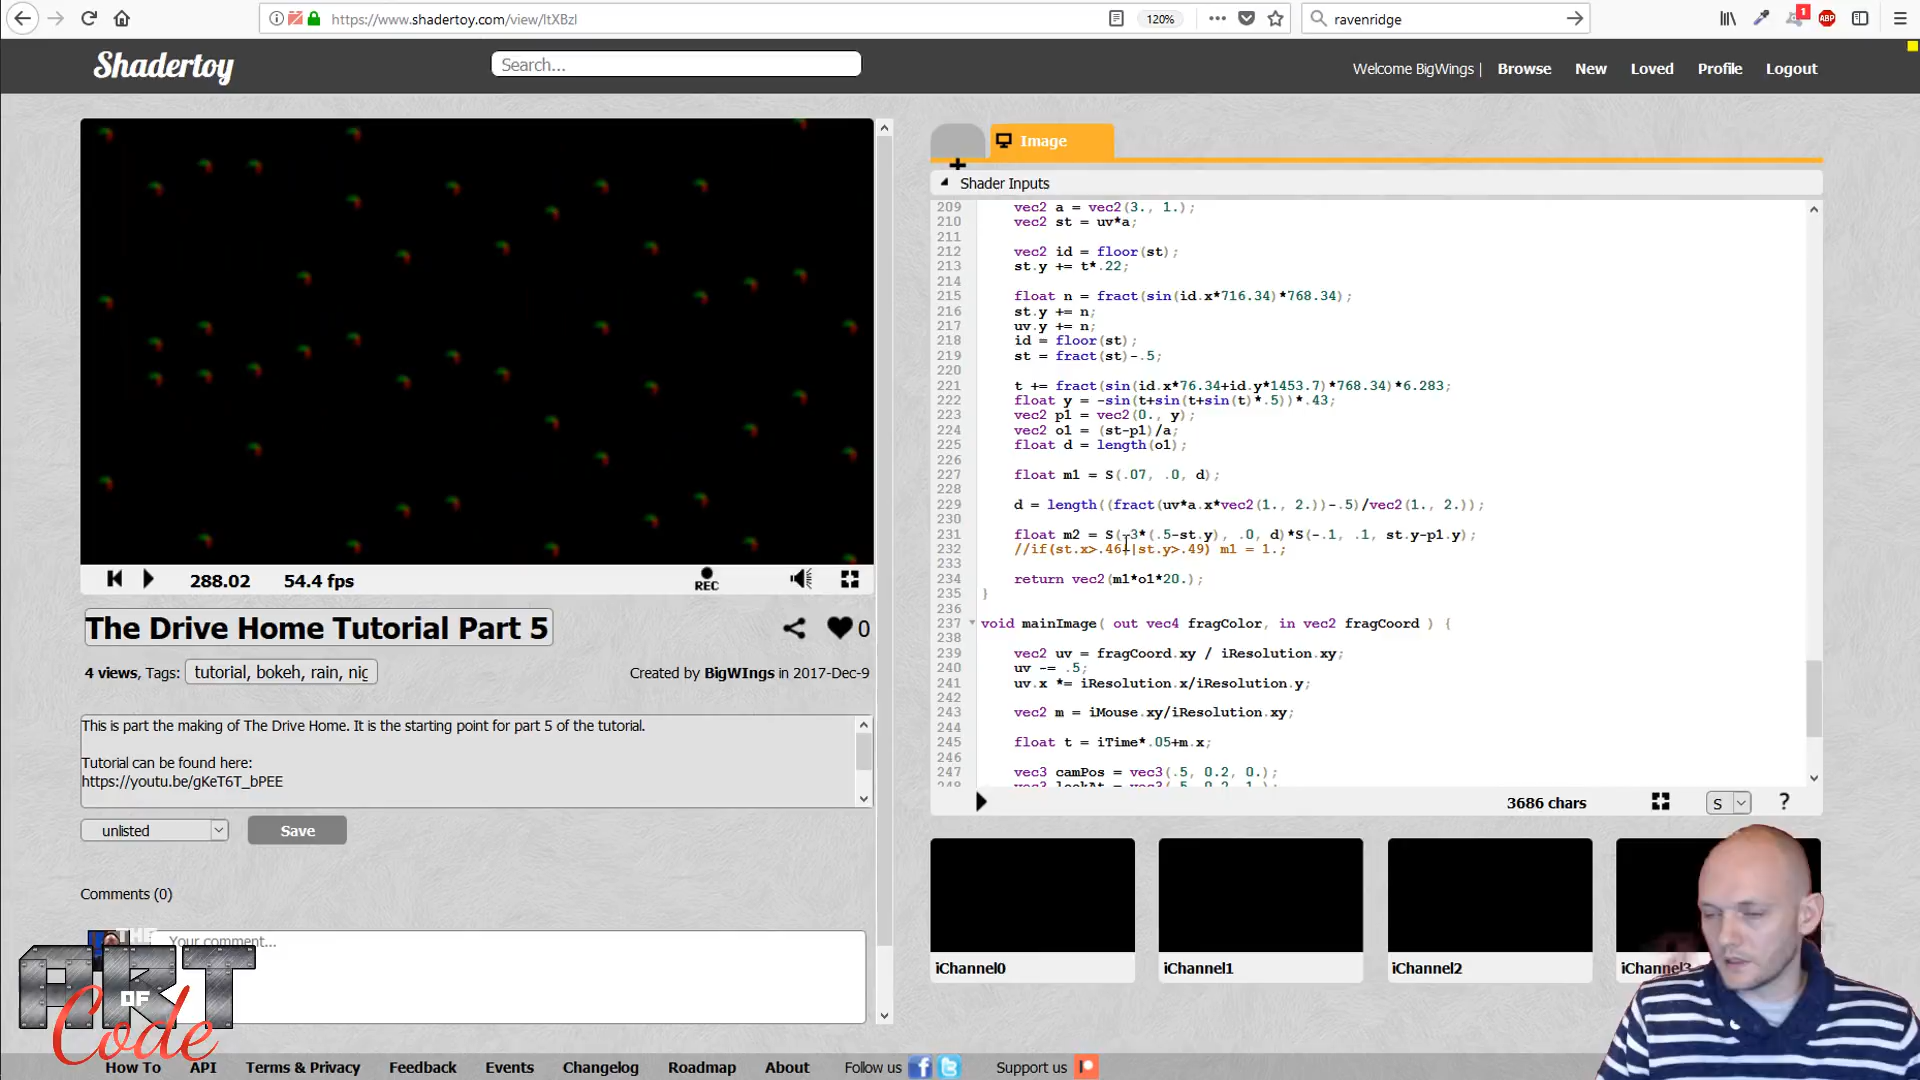 https://www.shadertoy.com/view/ltXBzl
120%
ravenridge
1
ABP
Shadertoy
Search...
Welcome BigWings |
Browse
New
Loved
Profile
Logout
288.02
54.4 fps
REC
The Drive Home Tutorial Part 5
0
4 views, Tags:
tutorial, bokeh, rain, nig
Created by BigWIngs in 2017-Dec-9
This is part the making of The Drive Home. It is the starting point for part 5 of the tutorial.
Tutorial can be found here:
https://youtu.be/gKeT6T_bPEE
unlisted
Save
Comments (0)
Your comment...
THE
ART
OF
Code
Image
Shader Inputs
209 vec2 a = vec2(3., 1.);
210 vec2 st = uv*a;
211
212 vec2 id = floor(st);
213 st.y += t*.22;
214
215 float n = fract(sin(id.x*716.34)*768.34);
216 st.y += n;
217 uv.y += n;
218 id = floor(st);
219 st = fract(st)-.5;
220
221 t += fract(sin(id.x*76.34+id.y*1453.7)*768.34)*6.283;
222 float y = -sin(t+sin(t+sin(t)*.5))*.43;
223 vec2 p1 = vec2(0., y);
224 vec2 o1 = (st-p1)/a;
225 float d = length(o1);
226
227 float m1 = S(.07, .0, d);
228
229 d = length((fract(uv*a.x*vec2(1., 2.))-.5)/vec2(1., 2.));
230
231 float m2 = S(.3*(.5-st.y), .0, d)*S(-.1, .1, st.y-p1.y);
232 //if(st.x>.46||st.y>.49) m1 = 1.;
233
234 return vec2(m1*o1*20.);
235 }
236
237 void mainImage( out vec4 fragColor, in vec2 fragCoord ) {
238
239 vec2 uv = fragCoord.xy / iResolution.xy;
240 uv -= .5;
241 uv.x *= iResolution.x/iResolution.y;
242
243 vec2 m = iMouse.xy/iResolution.xy;
244
245 float t = iTime*.05+m.x;
246
247 vec3 camPos = vec3(.5, 0.2, 0.);
248 vec3 lookAt = vec3(.5, 0.2, 1.);
3686 chars
S
?
iChannel0
iChannel1
iChannel2
iChannel3
How To
API
Terms & Privacy
Feedback
Events
Changelog
Roadmap
About
Follow us
Support us